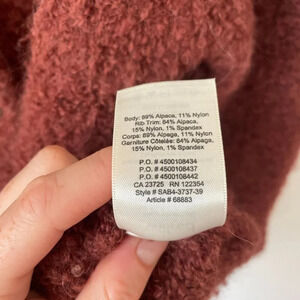 Body: 89% Alpaca, 11% Nylon
Rib Trim: 84% Alpaca,
15% Nylon, 1% Spandex
Corps: 89% Alpaga, 11% Nylon
Garniture Côtelée: 84% Alpaga,
15% Nylon, 1% Spandex
P.O. # 4500108434
P.O. # 4500108437
P.O. # 4500108442
CA 23725 RN 122354
Style # SAB4-3737-39
Article # 68883